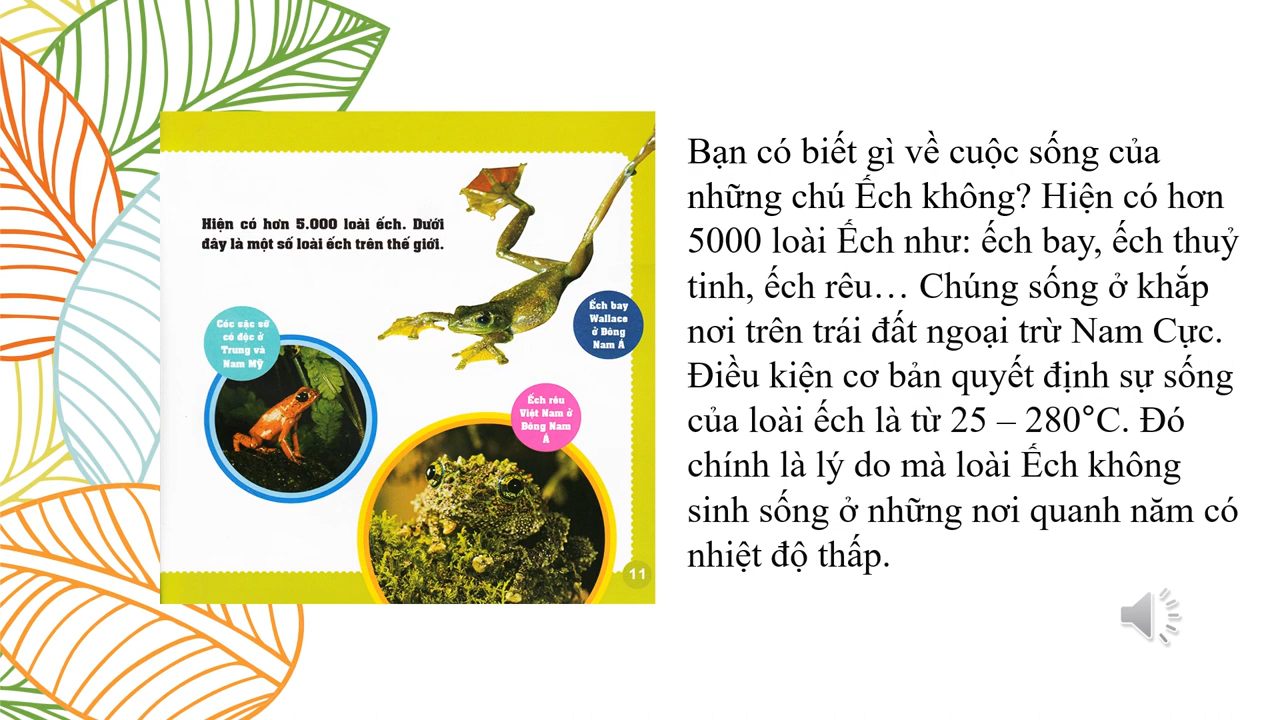 Hiện có hơn 5.000 loài ếch. Dưới
đây là một số loài ếch trên thế giới.
Ếch bay
Wallace
ở Đông
Nam Á
Cóc sặc sỡ
có độc ở
Trung và
Nam Mỹ
Ếch rêu
Việt Nam ở
Đông Nam
Á
11
Bạn có biết gì về cuộc sống của
những chú Ếch không? Hiện có hơn
5000 loài Ếch như: ếch bay, ếch thuỷ
tinh, ếch rêu… Chúng sống ở khắp
nơi trên trái đất ngoại trừ Nam Cực.
Điều kiện cơ bản quyết định sự sống
của loài ếch là từ 25 – 280°C. Đó
chính là lý do mà loài Ếch không
sinh sống ở những nơi quanh năm có
nhiệt độ thấp.